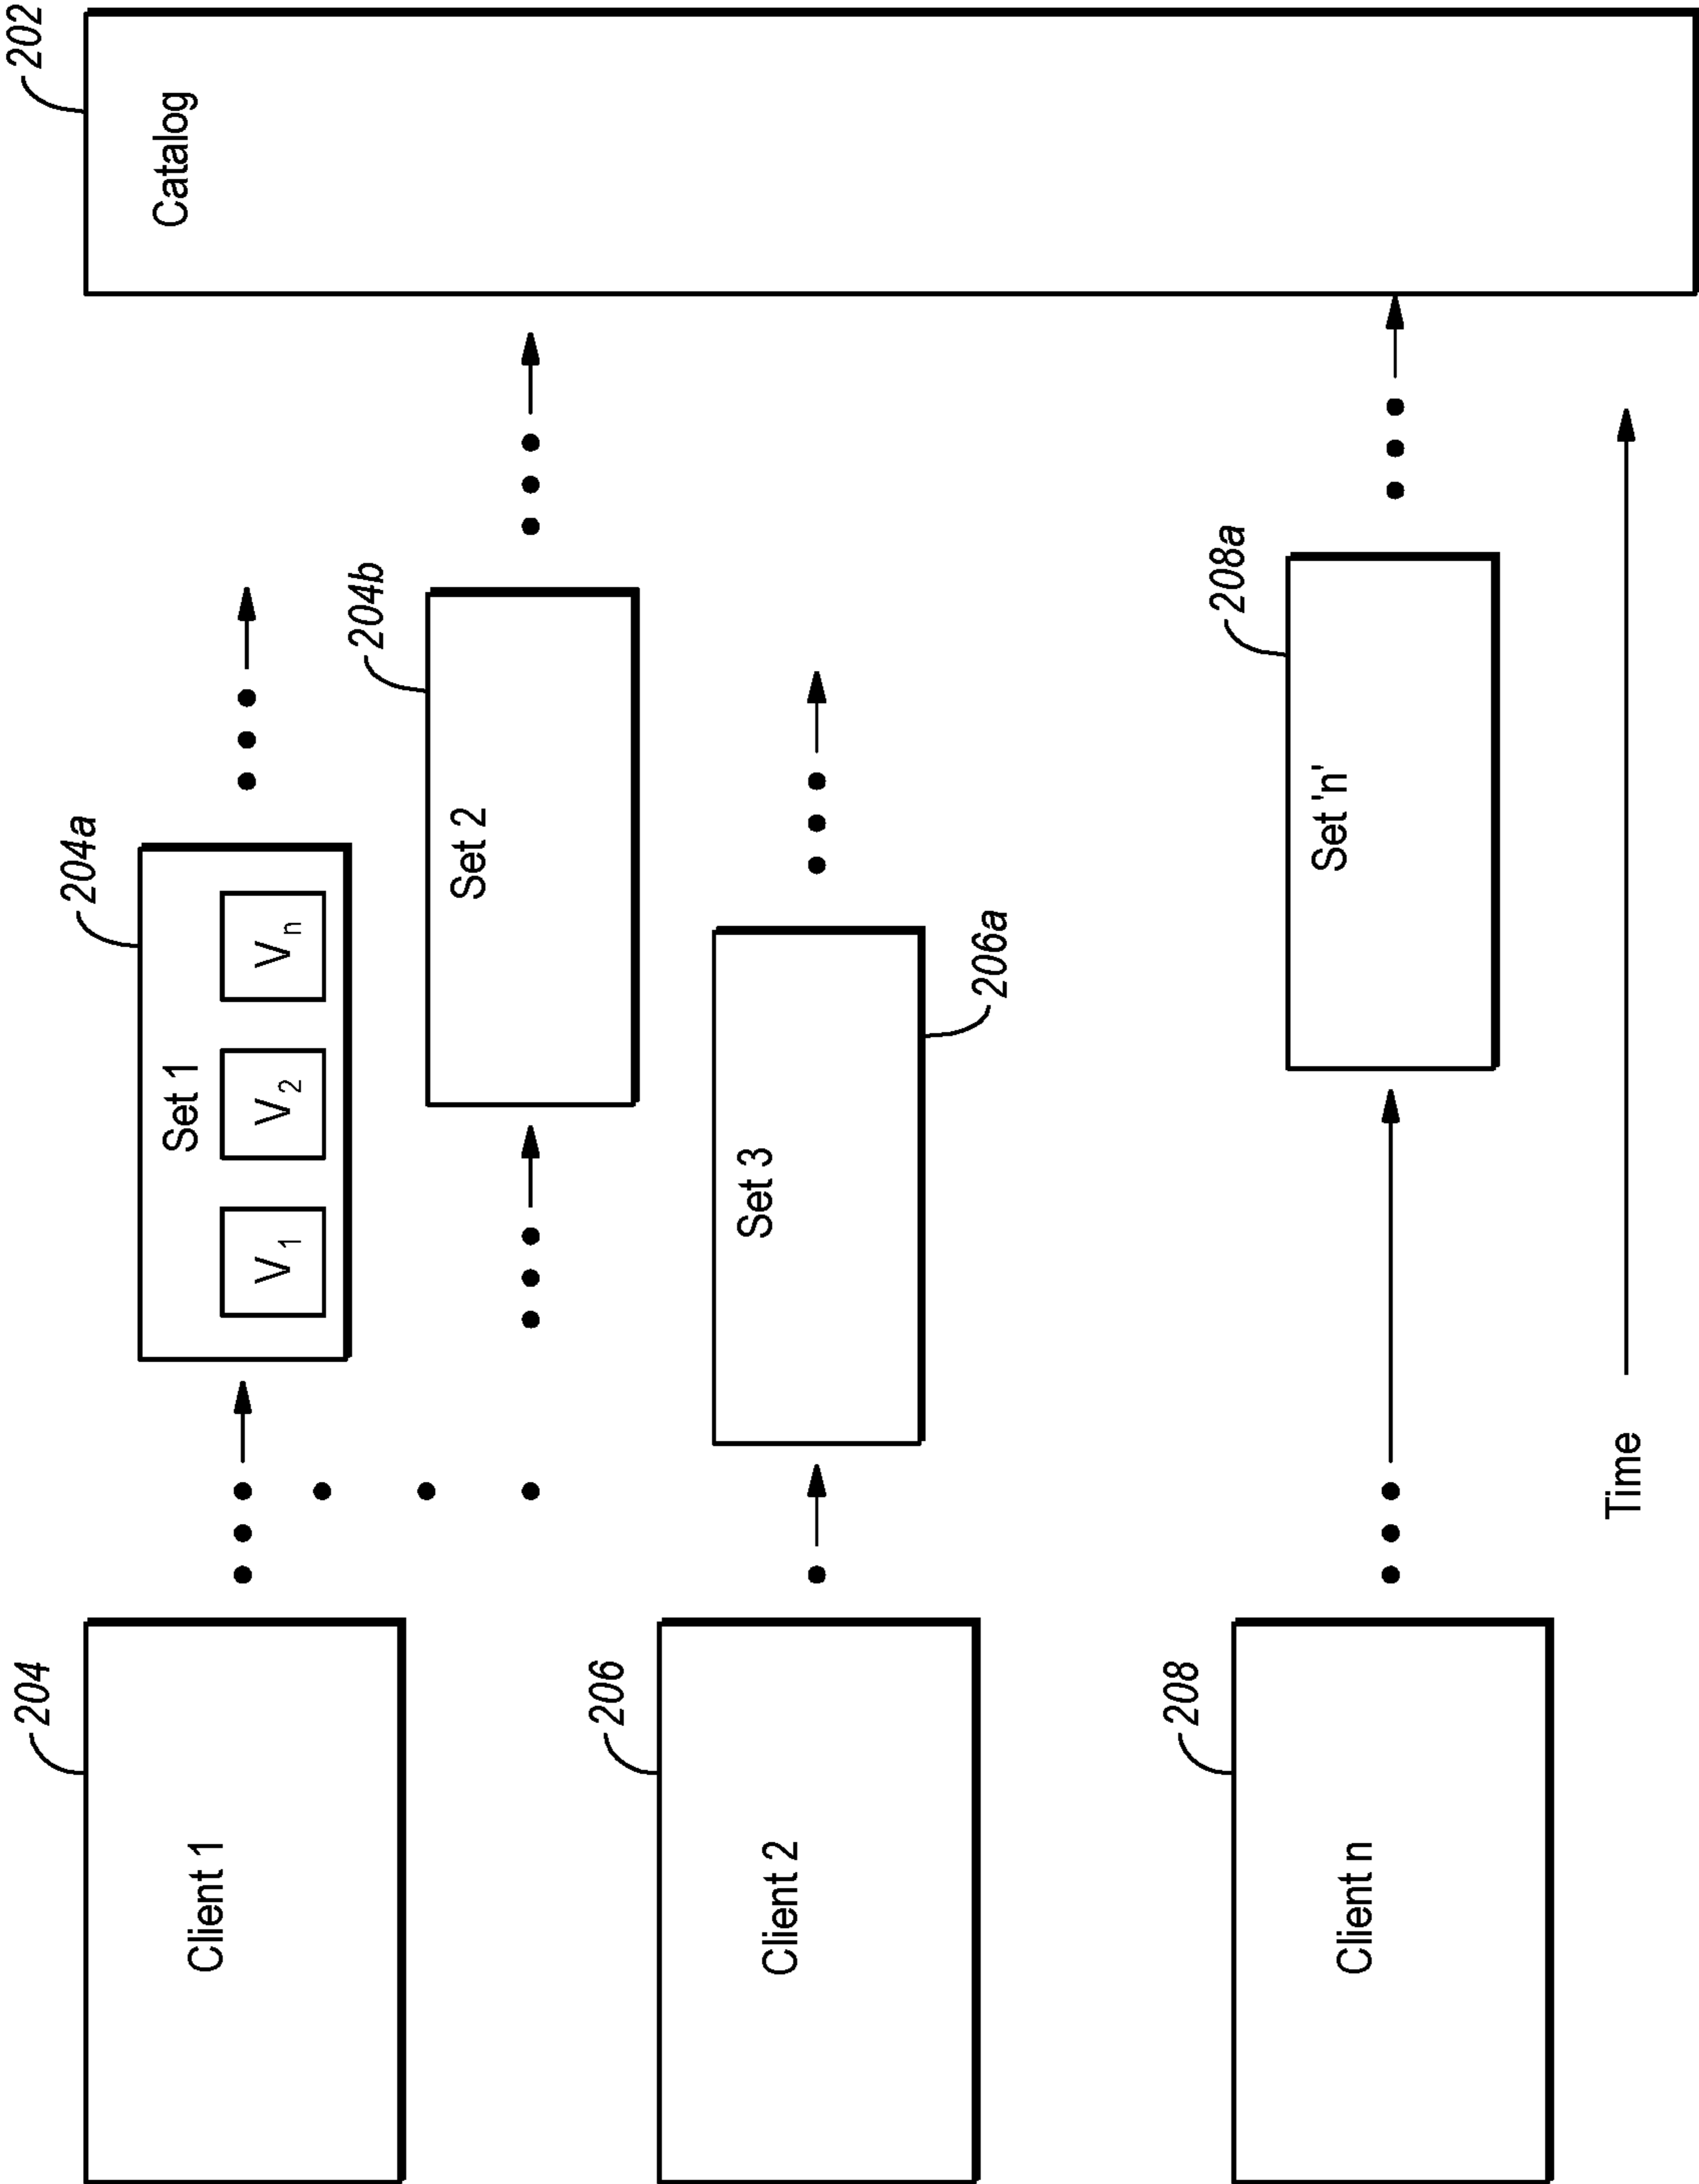 204
Client 1
204a
Set 1
V1
V2
Vn
204b
Set 2
202
Catalog
206
Client 2
Set 3
206a
208
Client n
208a
Set 'n'
Time